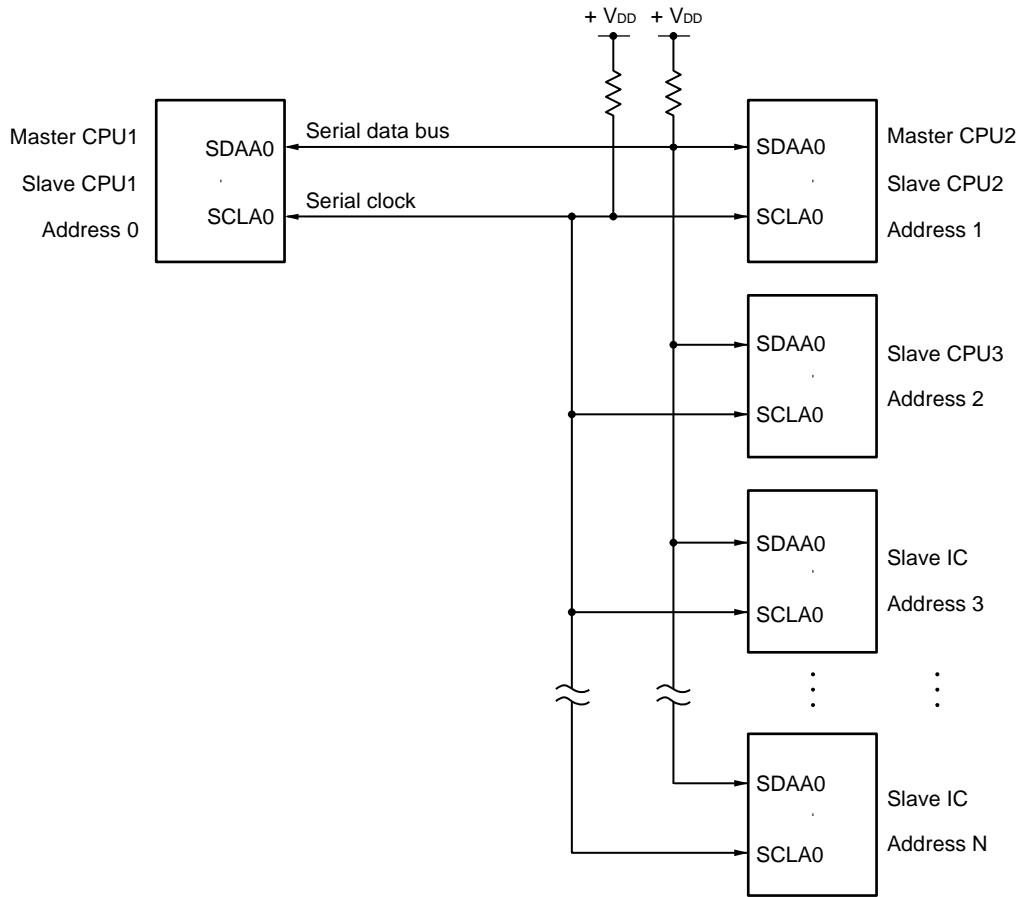 + VDD
+ VDD
Master CPU1
Slave CPU1
Address 0
SDAA0
SCLA0
Serial data bus
Serial clock
SDAA0
SCLA0
Master CPU2
Slave CPU2
Address 1
SDAA0
SCLA0
Slave CPU3
Address 2
SDAA0
SCLA0
Slave IC
Address 3
SDAA0
SCLA0
Slave IC
Address N